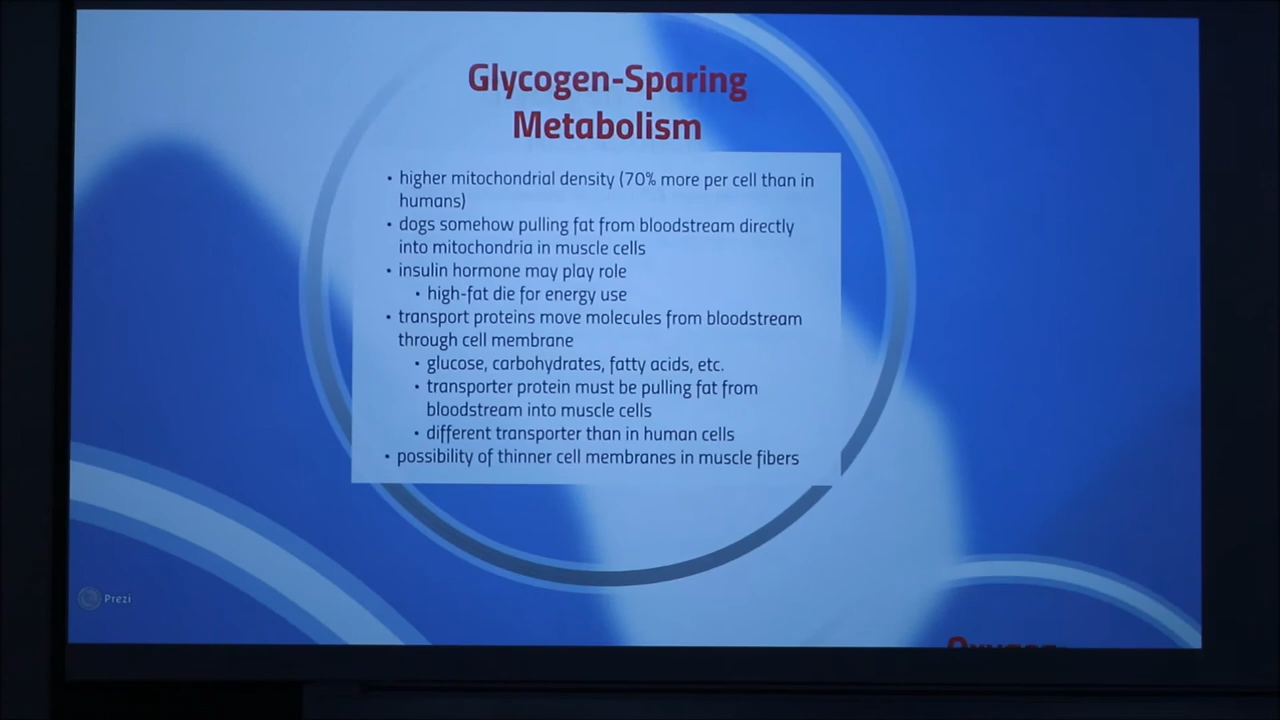 Glycogen-Sparing
Metabolism
• higher mitochondrial density (70% more per cell than in
humans)
• dogs somehow pulling fat from bloodstream directly
into mitochondria in muscle cells
• insulin hormone may play role
• high-fat die for energy use
• transport proteins move molecules from bloodstream
through cell membrane
• glucose, carbohydrates, fatty acids, etc.
• transporter protein must be pulling fat from
bloodstream into muscle cells
• different transporter than in human cells
• possibility of thinner cell membranes in muscle fibers
Prezi